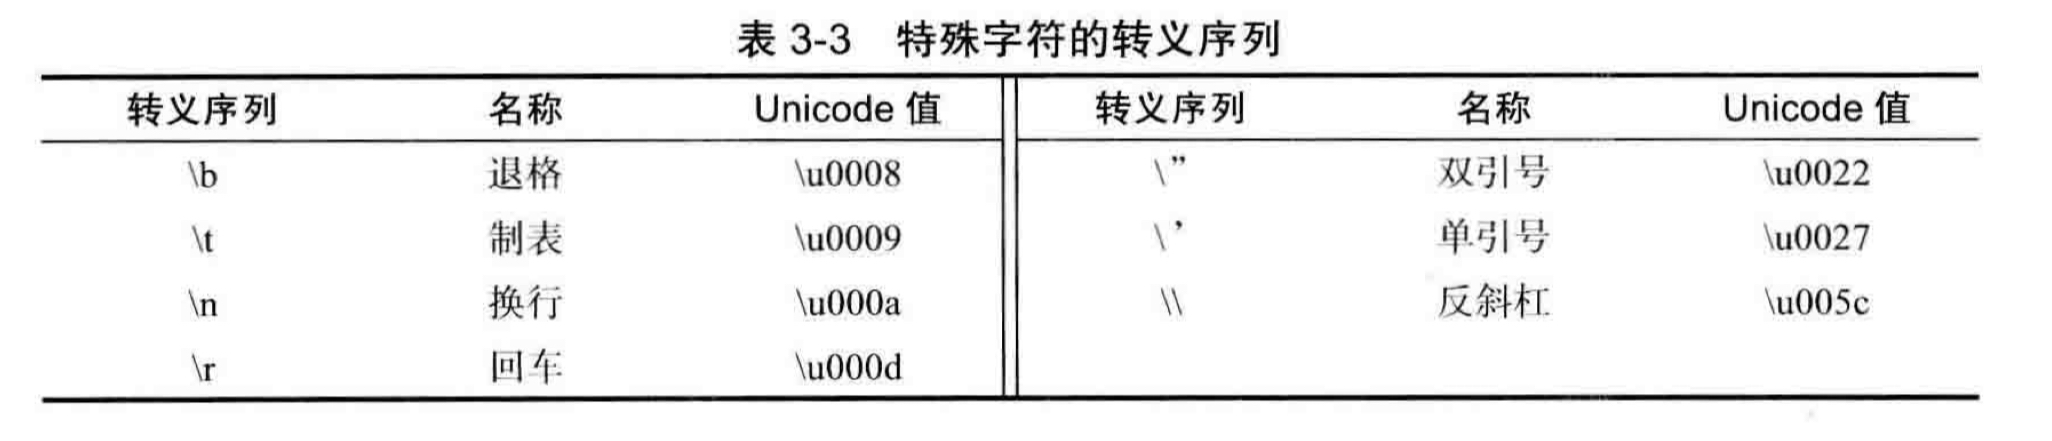 表 3-3 特殊字符的转义序列
转义序列 名称 Unicode 值 转义序列 名称 Unicode 值
\b 退格 \u0008 \” 双引号 \u0022
\t 制表 \u0009 \’ 单引号 \u0027
\n 换行 \u000a \\ 反斜杠 \u005c
\r 回车 \u000d